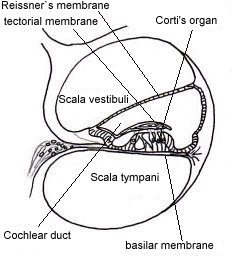 Reissner`s membrane
tectorial membrane
Corti's organ
Scala vestibuli
Scala tympani
Cochlear duct
basilar membrane